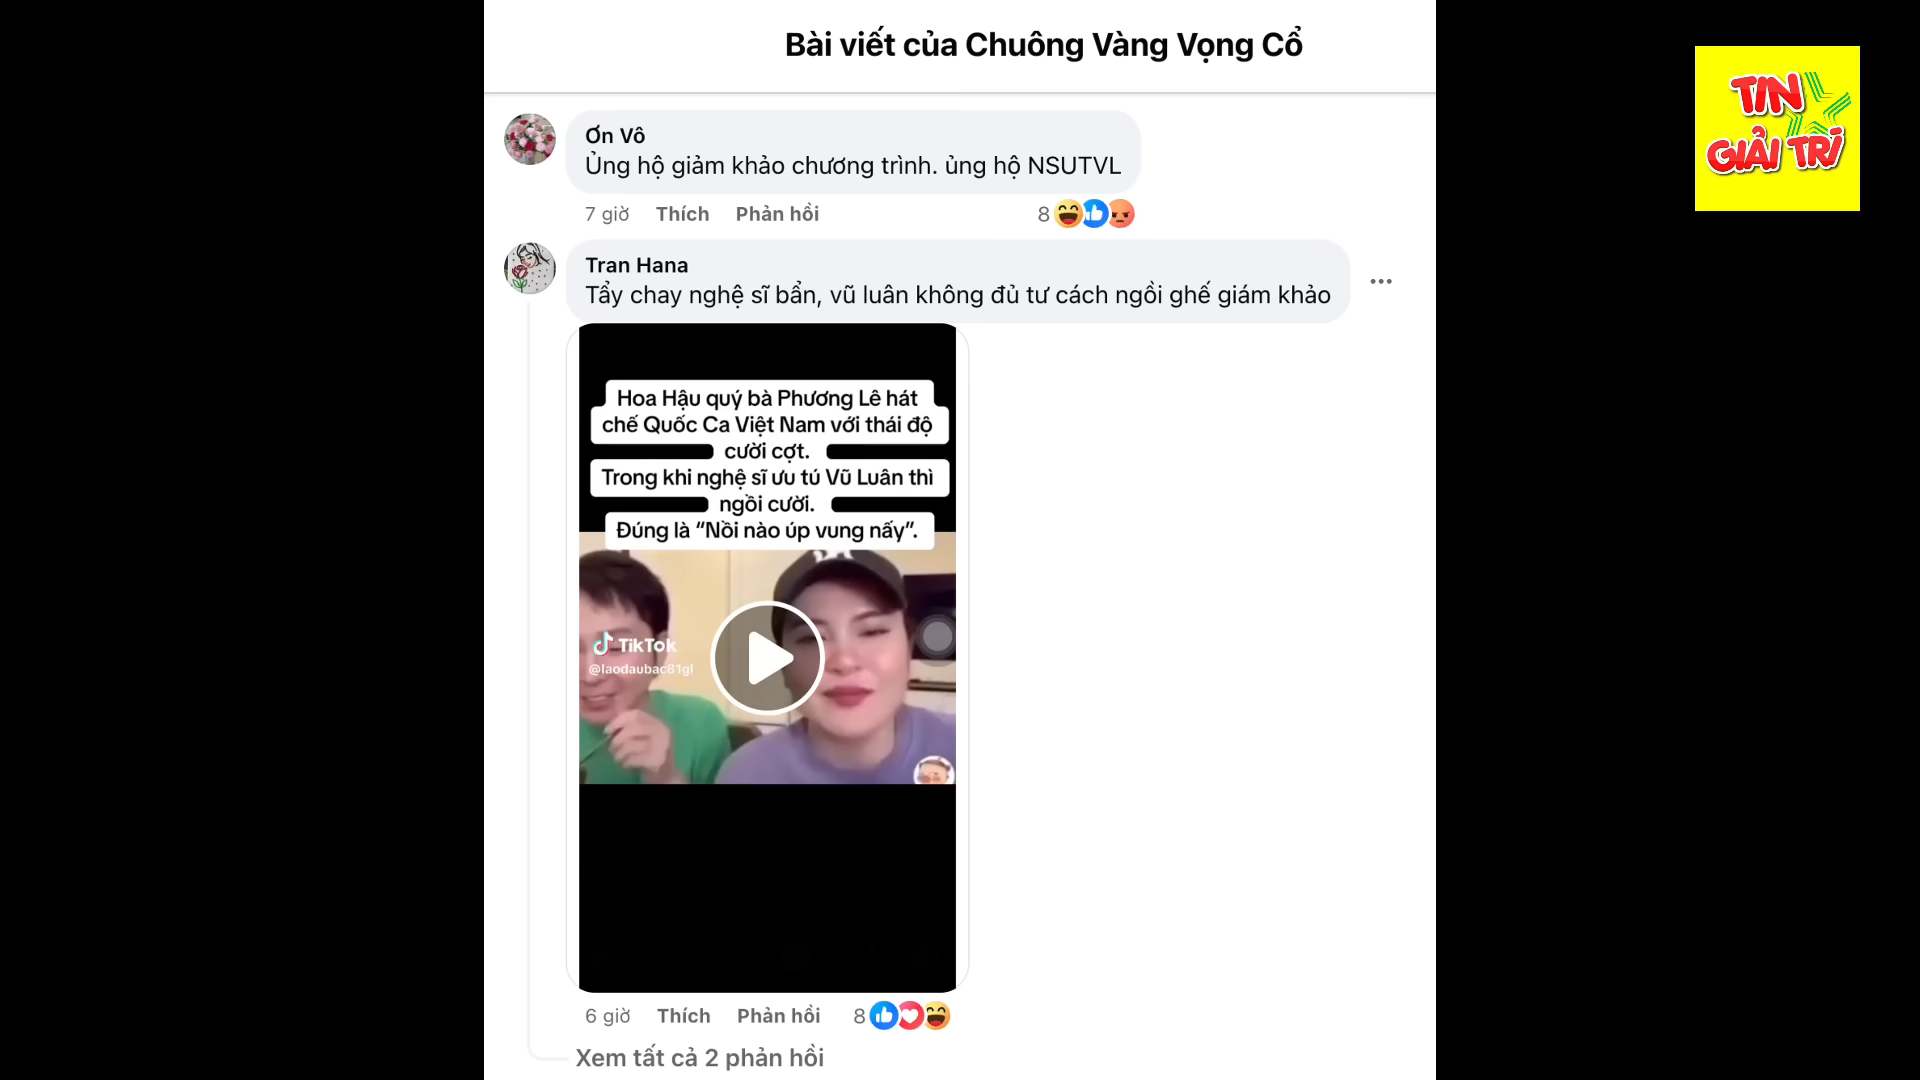 Bài viết của Chuông Vàng Vọng Cổ
TIN
GIẢI TRÍ
Ơn Vô
Ủng hộ giảm khảo chương trình. ủng hộ NSUTVL
7 giờ Thích Phản hồi 8
Tran Hana
Tẩy chay nghệ sĩ bẩn, vũ luân không đủ tư cách ngồi ghế giám khảo
Hoa Hậu quý bà Phương Lê hát
chế Quốc Ca Việt Nam với thái độ
cười cợt.
Trong khi nghệ sĩ ưu tú Vũ Luân thì
ngồi cười.
Đúng là “Nồi nào úp vung nấy”.
TikTok
@laodaubac81gl
6 giờ Thích Phản hồi 8
Xem tất cả 2 phản hồi